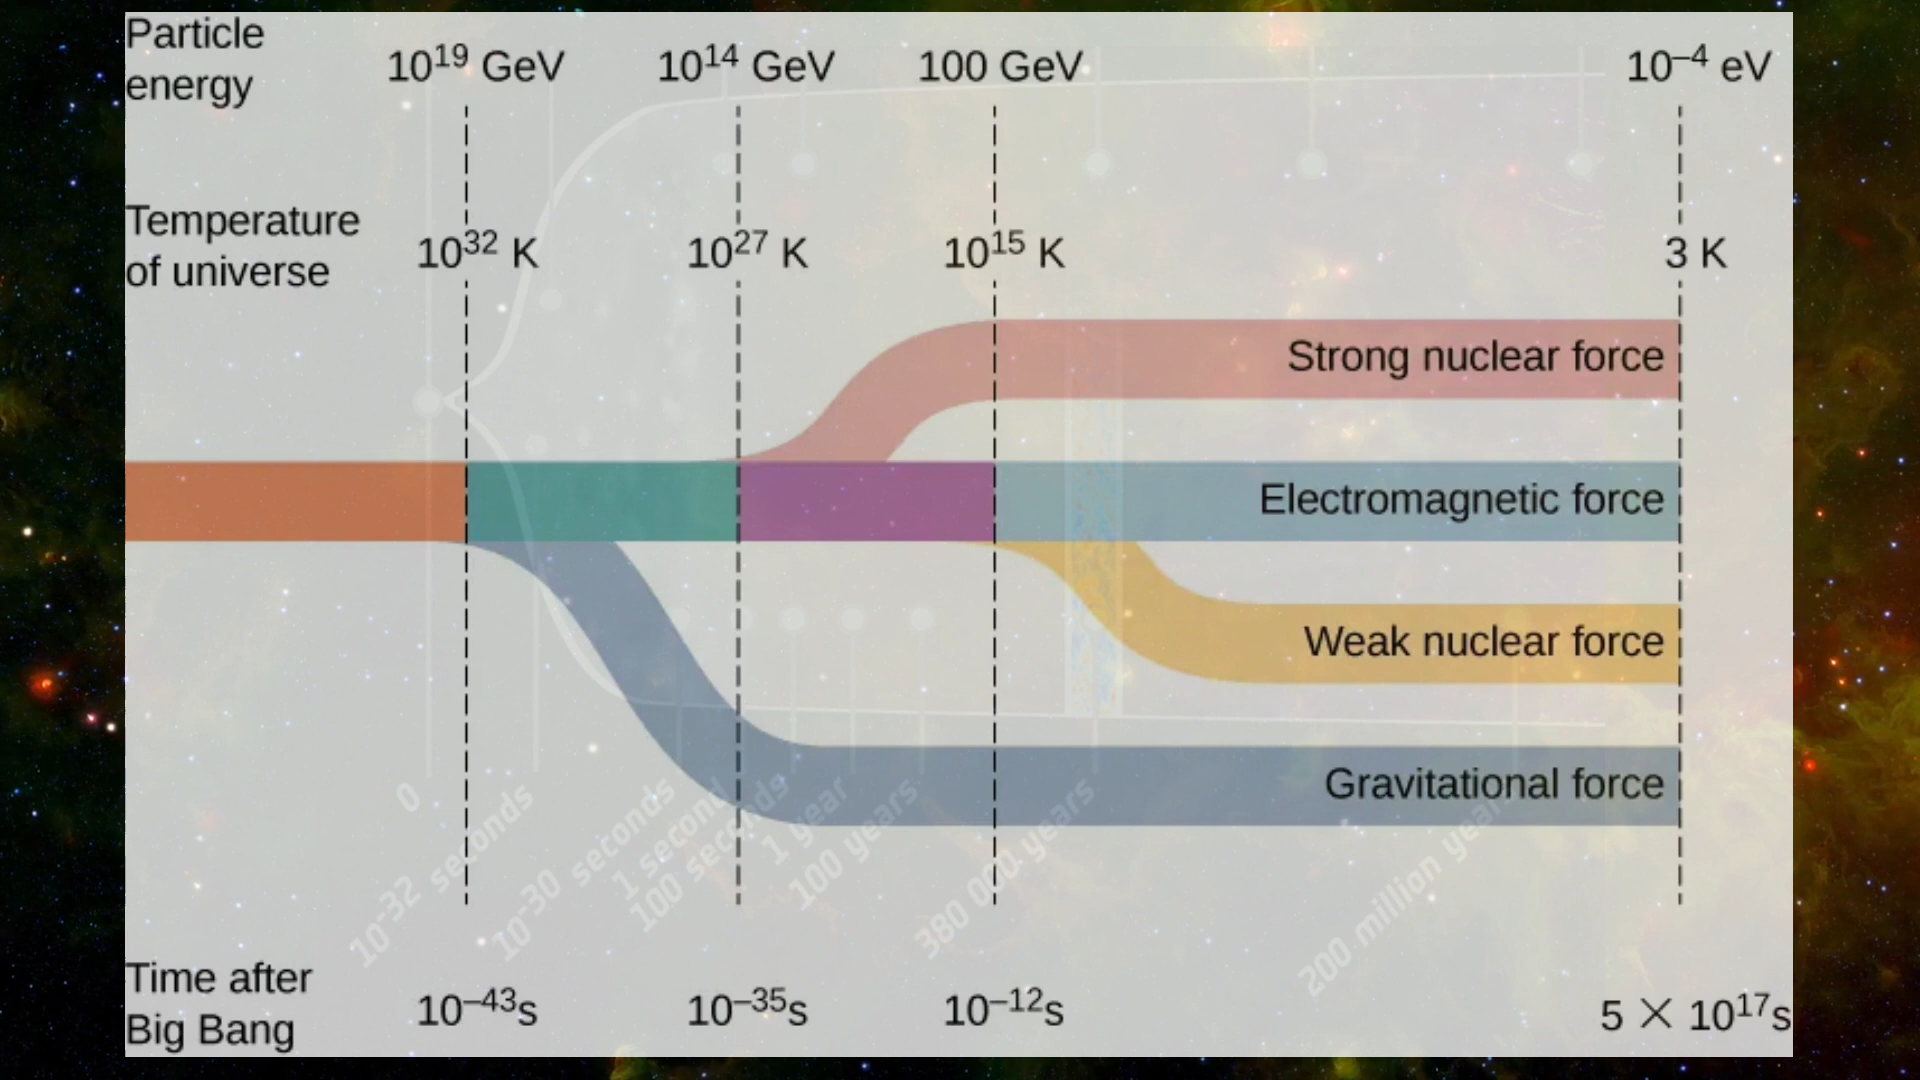 Particle
energy
10¹⁹ GeV
10¹⁴ GeV
100 GeV
10⁻⁴ eV
Temperature
of universe
10³² K
10²⁷ K
10¹⁵ K
3 K
Strong nuclear force
Electromagnetic force
Weak nuclear force
Gravitational force
0
10-32 seconds
10-30 seconds
1 second
100 seconds
1 year
100 years
380 000 years
200 million years
Time after
Big Bang
10⁻⁴³s
10⁻³⁵s
10⁻¹²s
5 × 10¹⁷s